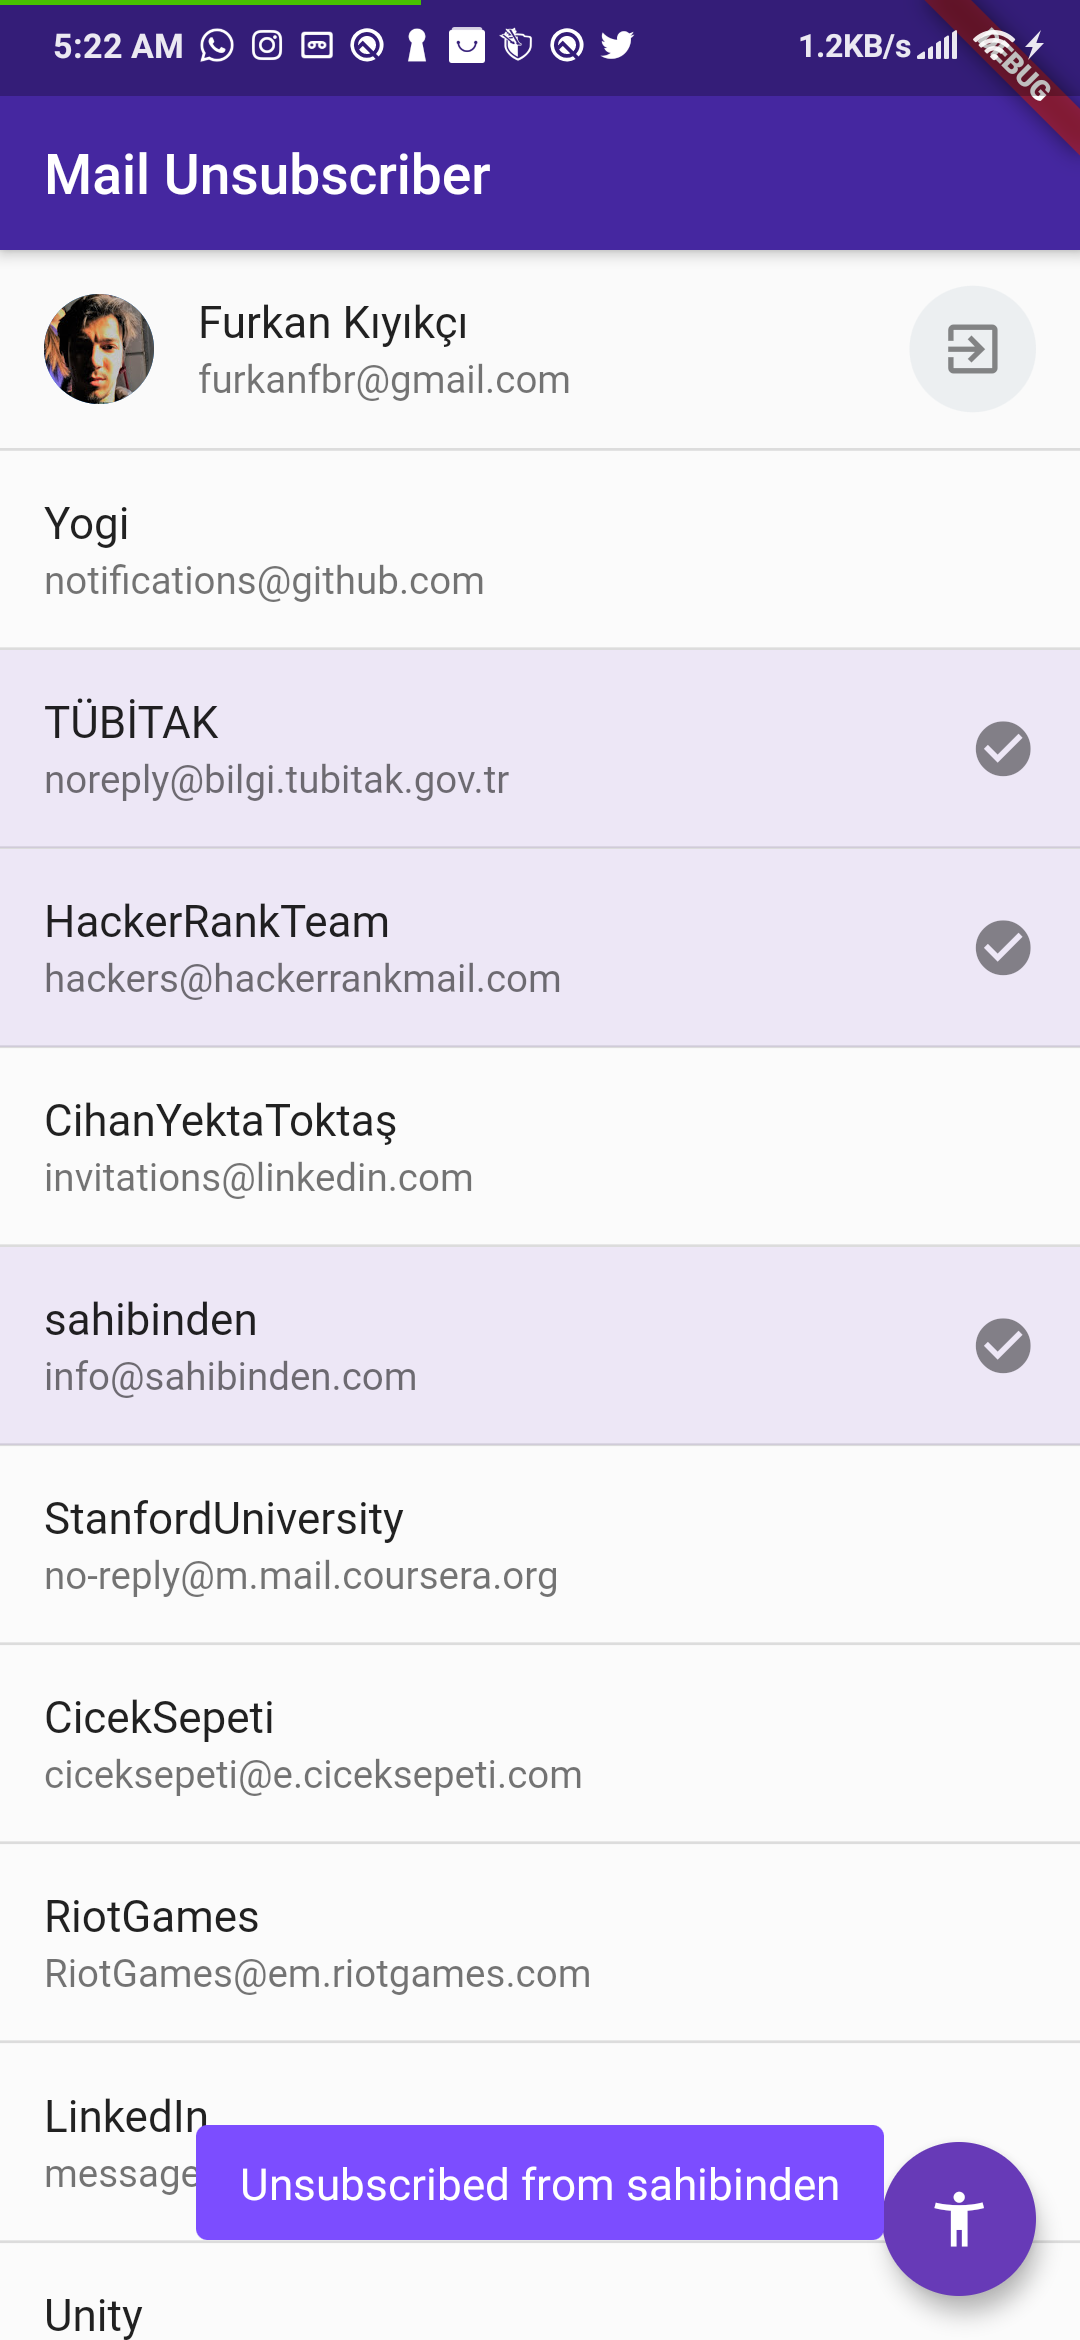 5:22 AM
1.2KB/s
DEBUG
Mail Unsubscriber
Furkan Kıyıkçı
furkanfbr@gmail.com
Yogi
notifications@github.com
TÜBİTAK
noreply@bilgi.tubitak.gov.tr
HackerRankTeam
hackers@hackerrankmail.com
CihanYektaToktaş
invitations@linkedin.com
sahibinden
info@sahibinden.com
StanfordUniversity
no-reply@m.mail.coursera.org
CicekSepeti
ciceksepeti@e.ciceksepeti.com
RiotGames
RiotGames@em.riotgames.com
LinkedIn
message
Unsubscribed from sahibinden
Unity